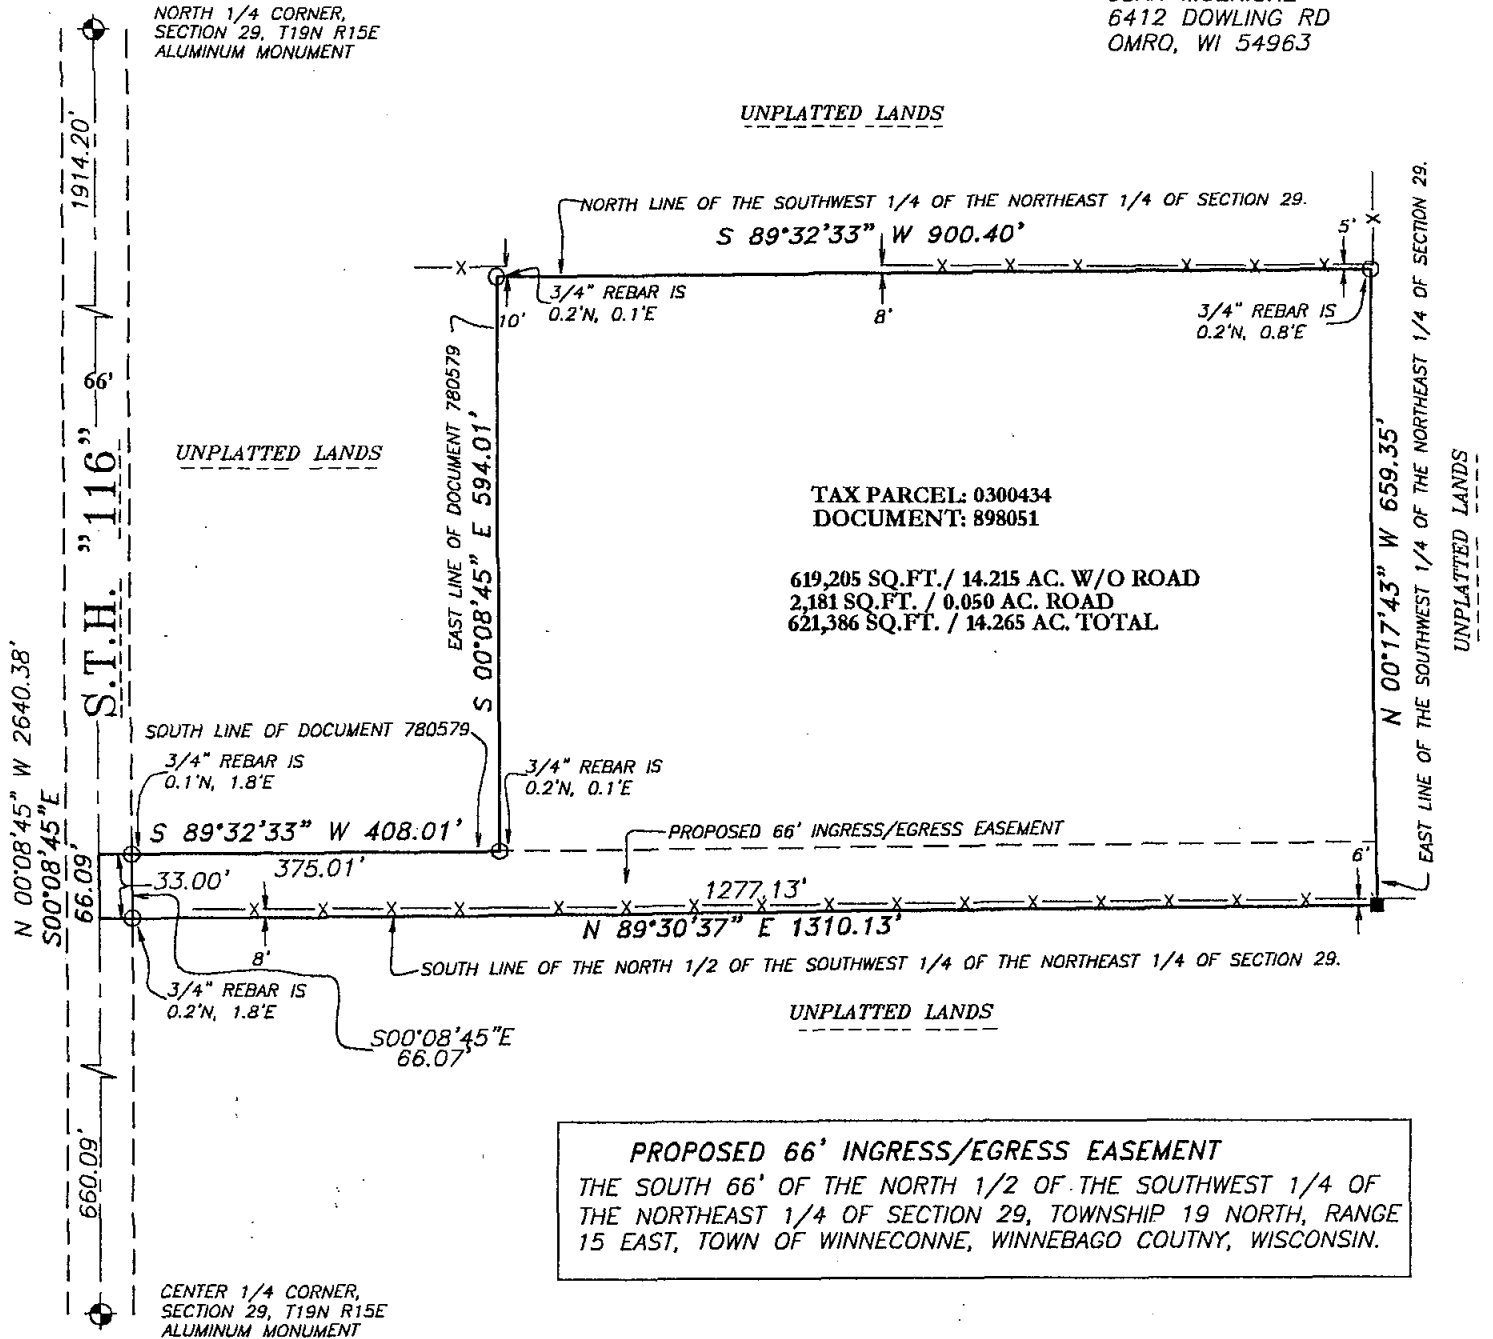 NORTH 1/4 CORNER,
SECTION 29, T19N R15E
ALUMINUM MONUMENT
6412 DOWLING RD
OMRO, WI 54963
UNPLATTED LANDS
1914.20'
NORTH LINE OF THE SOUTHWEST 1/4 OF THE NORTHEAST 1/4 OF SECTION 29.
S 89°32'33" W 900.40'
5'
3/4" REBAR IS
0.2'N, 0.1'E
10'
8'
3/4" REBAR IS
0.2'N, 0.8'E
66'
S.T.H. "116"
UNPLATTED LANDS
EAST LINE OF DOCUMENT 780579
S 00°08'45" E 594.01'
TAX PARCEL: 0300434
DOCUMENT: 898051
619,205 SQ.FT./ 14.215 AC. W/O ROAD
2,181 SQ.FT. / 0.050 AC. ROAD
621,386 SQ.FT. / 14.265 AC. TOTAL
N 00°17'43" W 659.35'
EAST LINE OF THE SOUTHWEST 1/4 OF THE NORTHEAST 1/4 OF SECTION 29.
UNPLATTED LANDS
N 00°08'45" W 2640.38'
S00°08'45"E
66.09'
SOUTH LINE OF DOCUMENT 780579
3/4" REBAR IS
0.1'N, 1.8'E
3/4" REBAR IS
0.2'N, 0.1'E
S 89°32'33" W 408.01'
PROPOSED 66' INGRESS/EGRESS EASEMENT
375.01'
33.00'
6'
1277.13'
N 89°30'37" E 1310.13'
8'
SOUTH LINE OF THE NORTH 1/2 OF THE SOUTHWEST 1/4 OF THE NORTHEAST 1/4 OF SECTION 29.
3/4" REBAR IS
0.2'N, 1.8'E
UNPLATTED LANDS
S00°08'45"E
66.07'
660.09'
PROPOSED 66' INGRESS/EGRESS EASEMENT
THE SOUTH 66' OF THE NORTH 1/2 OF THE SOUTHWEST 1/4 OF
THE NORTHEAST 1/4 OF SECTION 29, TOWNSHIP 19 NORTH, RANGE
15 EAST, TOWN OF WINNECONNE, WINNEBAGO COUTNY, WISCONSIN.
CENTER 1/4 CORNER,
SECTION 29, T19N R15E
ALUMINUM MONUMENT